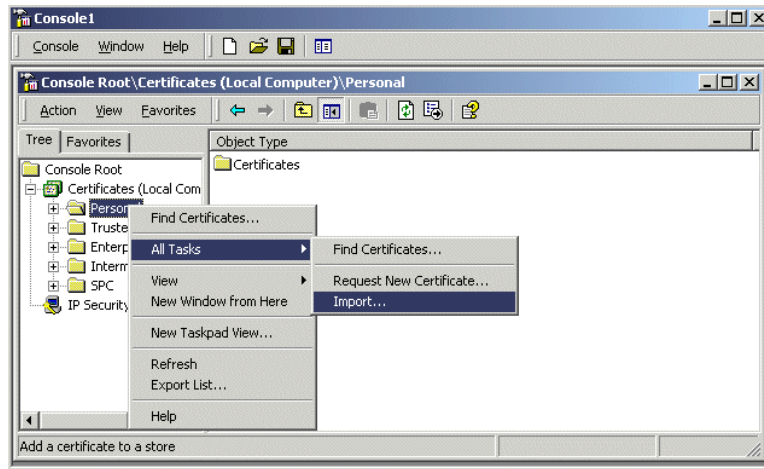 Console1
Console Window Help
Console Root\Certificates (Local Computer)\Personal
Action View Favorites
Tree Favorites
Object Type
Console Root
Certificates
Certificates (Local Com
Person
Truste
Enterp
Interm
SPC
IP Security
Find Certificates...
All Tasks
View
New Window from Here
New Taskpad View...
Refresh
Export List...
Help
Find Certificates...
Request New Certificate...
Import...
Add a certificate to a store